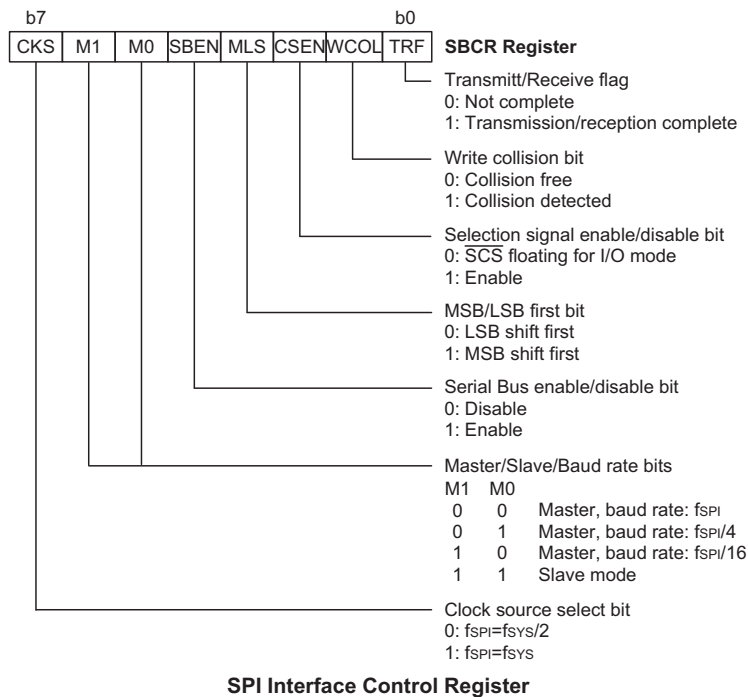 b7 b0
CKS M1 M0 SBEN MLS CSEN WCOL TRF SBCR Register
Transmitt/Receive flag
0: Not complete
1: Transmission/reception complete
Write collision bit
0: Collision free
1: Collision detected
Selection signal enable/disable bit
0: SCS floating for I/O mode
1: Enable
MSB/LSB first bit
0: LSB shift first
1: MSB shift first
Serial Bus enable/disable bit
0: Disable
1: Enable
Master/Slave/Baud rate bits
M1 M0
0 0 Master, baud rate: fSPI
0 1 Master, baud rate: fSPI/4
1 0 Master, baud rate: fSPI/16
1 1 Slave mode
Clock source select bit
0: fSPI=fSYS/2
1: fSPI=fSYS
SPI Interface Control Register